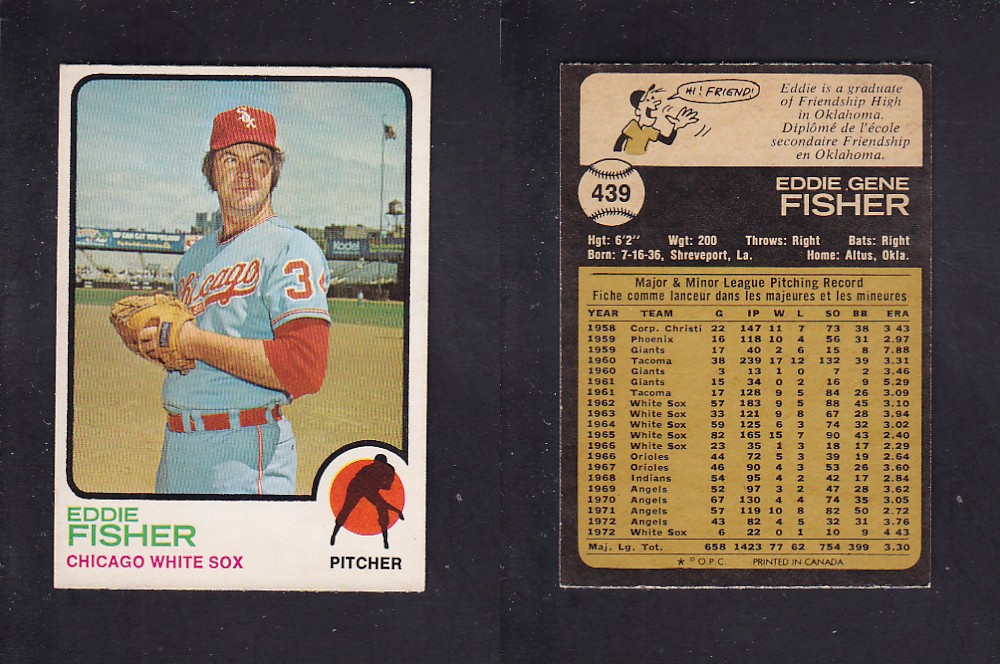 SOX
Kodel
Chicago
3
EDDIE
FISHER
CHICAGO WHITE SOX
PITCHER
HI! FRIEND!
Eddie is a graduate
of Friendship High
in Oklahoma.
Diplômé de l'école
secondaire Friendship
en Oklahoma.
439
EDDIE GENE
FISHER
Hgt: 6'2" Wgt: 200 Throws: Right Bats: Right
Born: 7-16-36, Shreveport, La. Home: Altus, Okla.
Major & Minor League Pitching Record
Fiche comme lanceur dans les majeures et les mineures
YEAR TEAM G IP W L SO BB ERA
1958 Corp. Christi 22 147 11 7 73 38 3.43
1959 Phoenix 16 118 10 4 56 31 2.97
1959 Giants 17 40 2 6 15 8 7.88
1960 Tacoma 38 239 17 12 132 39 3.31
1960 Giants 3 13 1 0 7 2 3.46
1961 Giants 15 34 0 2 16 9 5.29
1961 Tacoma 17 128 9 5 84 26 3.09
1962 White Sox 57 183 9 5 88 45 3.10
1963 White Sox 33 121 9 8 67 28 3.94
1964 White Sox 59 125 6 3 74 32 3.02
1965 White Sox 82 165 15 7 90 43 2.40
1966 White Sox 23 35 1 3 18 17 2.29
1966 Orioles 44 72 5 3 39 19 2.64
1967 Orioles 46 90 4 3 53 26 3.60
1968 Indians 54 95 4 2 42 17 2.84
1969 Angels 52 97 3 2 47 28 3.62
1970 Angels 67 130 4 4 74 35 3.05
1971 Angels 57 119 10 8 82 50 2.72
1972 Angels 43 82 4 5 32 31 3.76
1972 White Sox 6 22 0 1 10 9 4.43
Maj. Lg. Tot. 658 1423 77 62 754 399 3.30
* © O.P.C. PRINTED IN CANADA